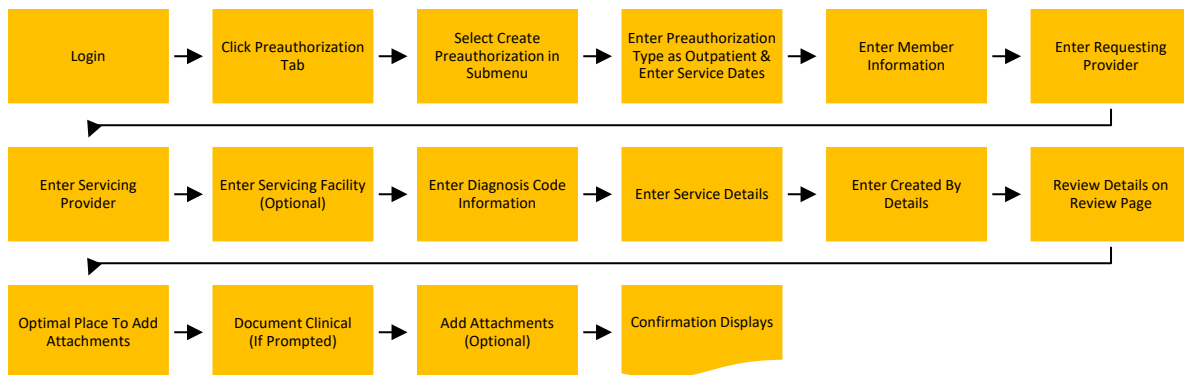 Login
Click Preauthorization
Tab
Select Create
Preauthorization in
Submenu
Enter Preauthorization
Type as Outpatient &
Enter Service Dates
Enter Member
Information
Enter Requesting
Provider
Enter Servicing
Provider
Enter Servicing Facility
(Optional)
Enter Diagnosis Code
Information
Enter Service Details
Enter Created By
Details
Review Details on
Review Page
Optimal Place To Add
Attachments
Document Clinical
(If Prompted)
Add Attachments
(Optional)
Confirmation Displays